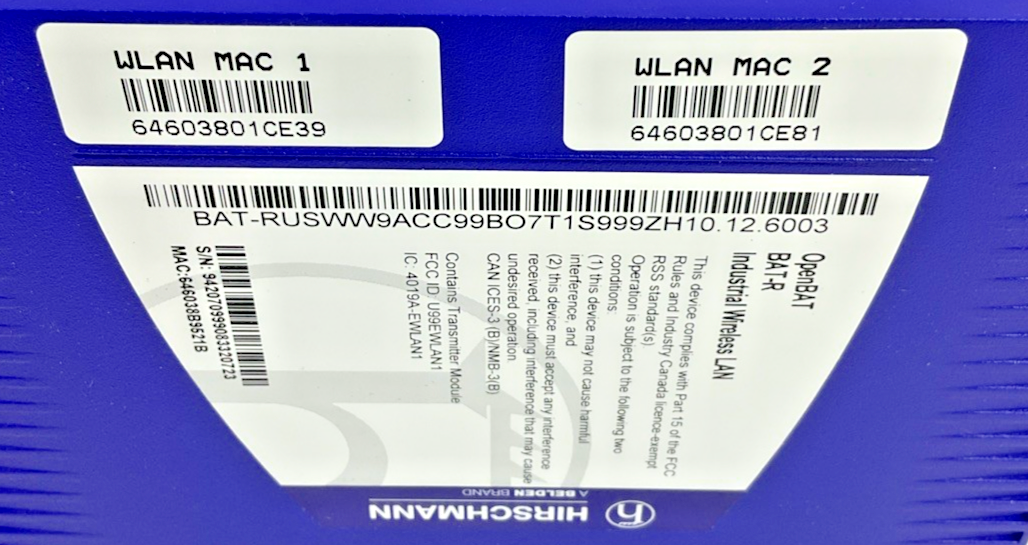 WLAN MAC 1
64603801CE39
WLAN MAC 2
64603801CE81
BAT-RUSWW9ACC99BO7T1S999ZH10.12.6003
OpenBAT
BAT-R
Industrial Wireless LAN
This device complies with Part 15 of the FCC
Rules and Industry Canada licence-exempt
RSS standard(s)
Operation is subject to the following two
conditions:
(1) this device may not cause harmful
interference, and
(2) this device must accept any interference
received, including interference that may cause
undesired operation
CAN ICES-3 (B)/NMB-3(B)
Contains Transmitter Module
FCC ID: U99EWLAN1
IC: 4019A-EWLAN1
S/N: 942070999083320723
MAC:646038B9521B
HIRSCHMANN
A BELDEN BRAND